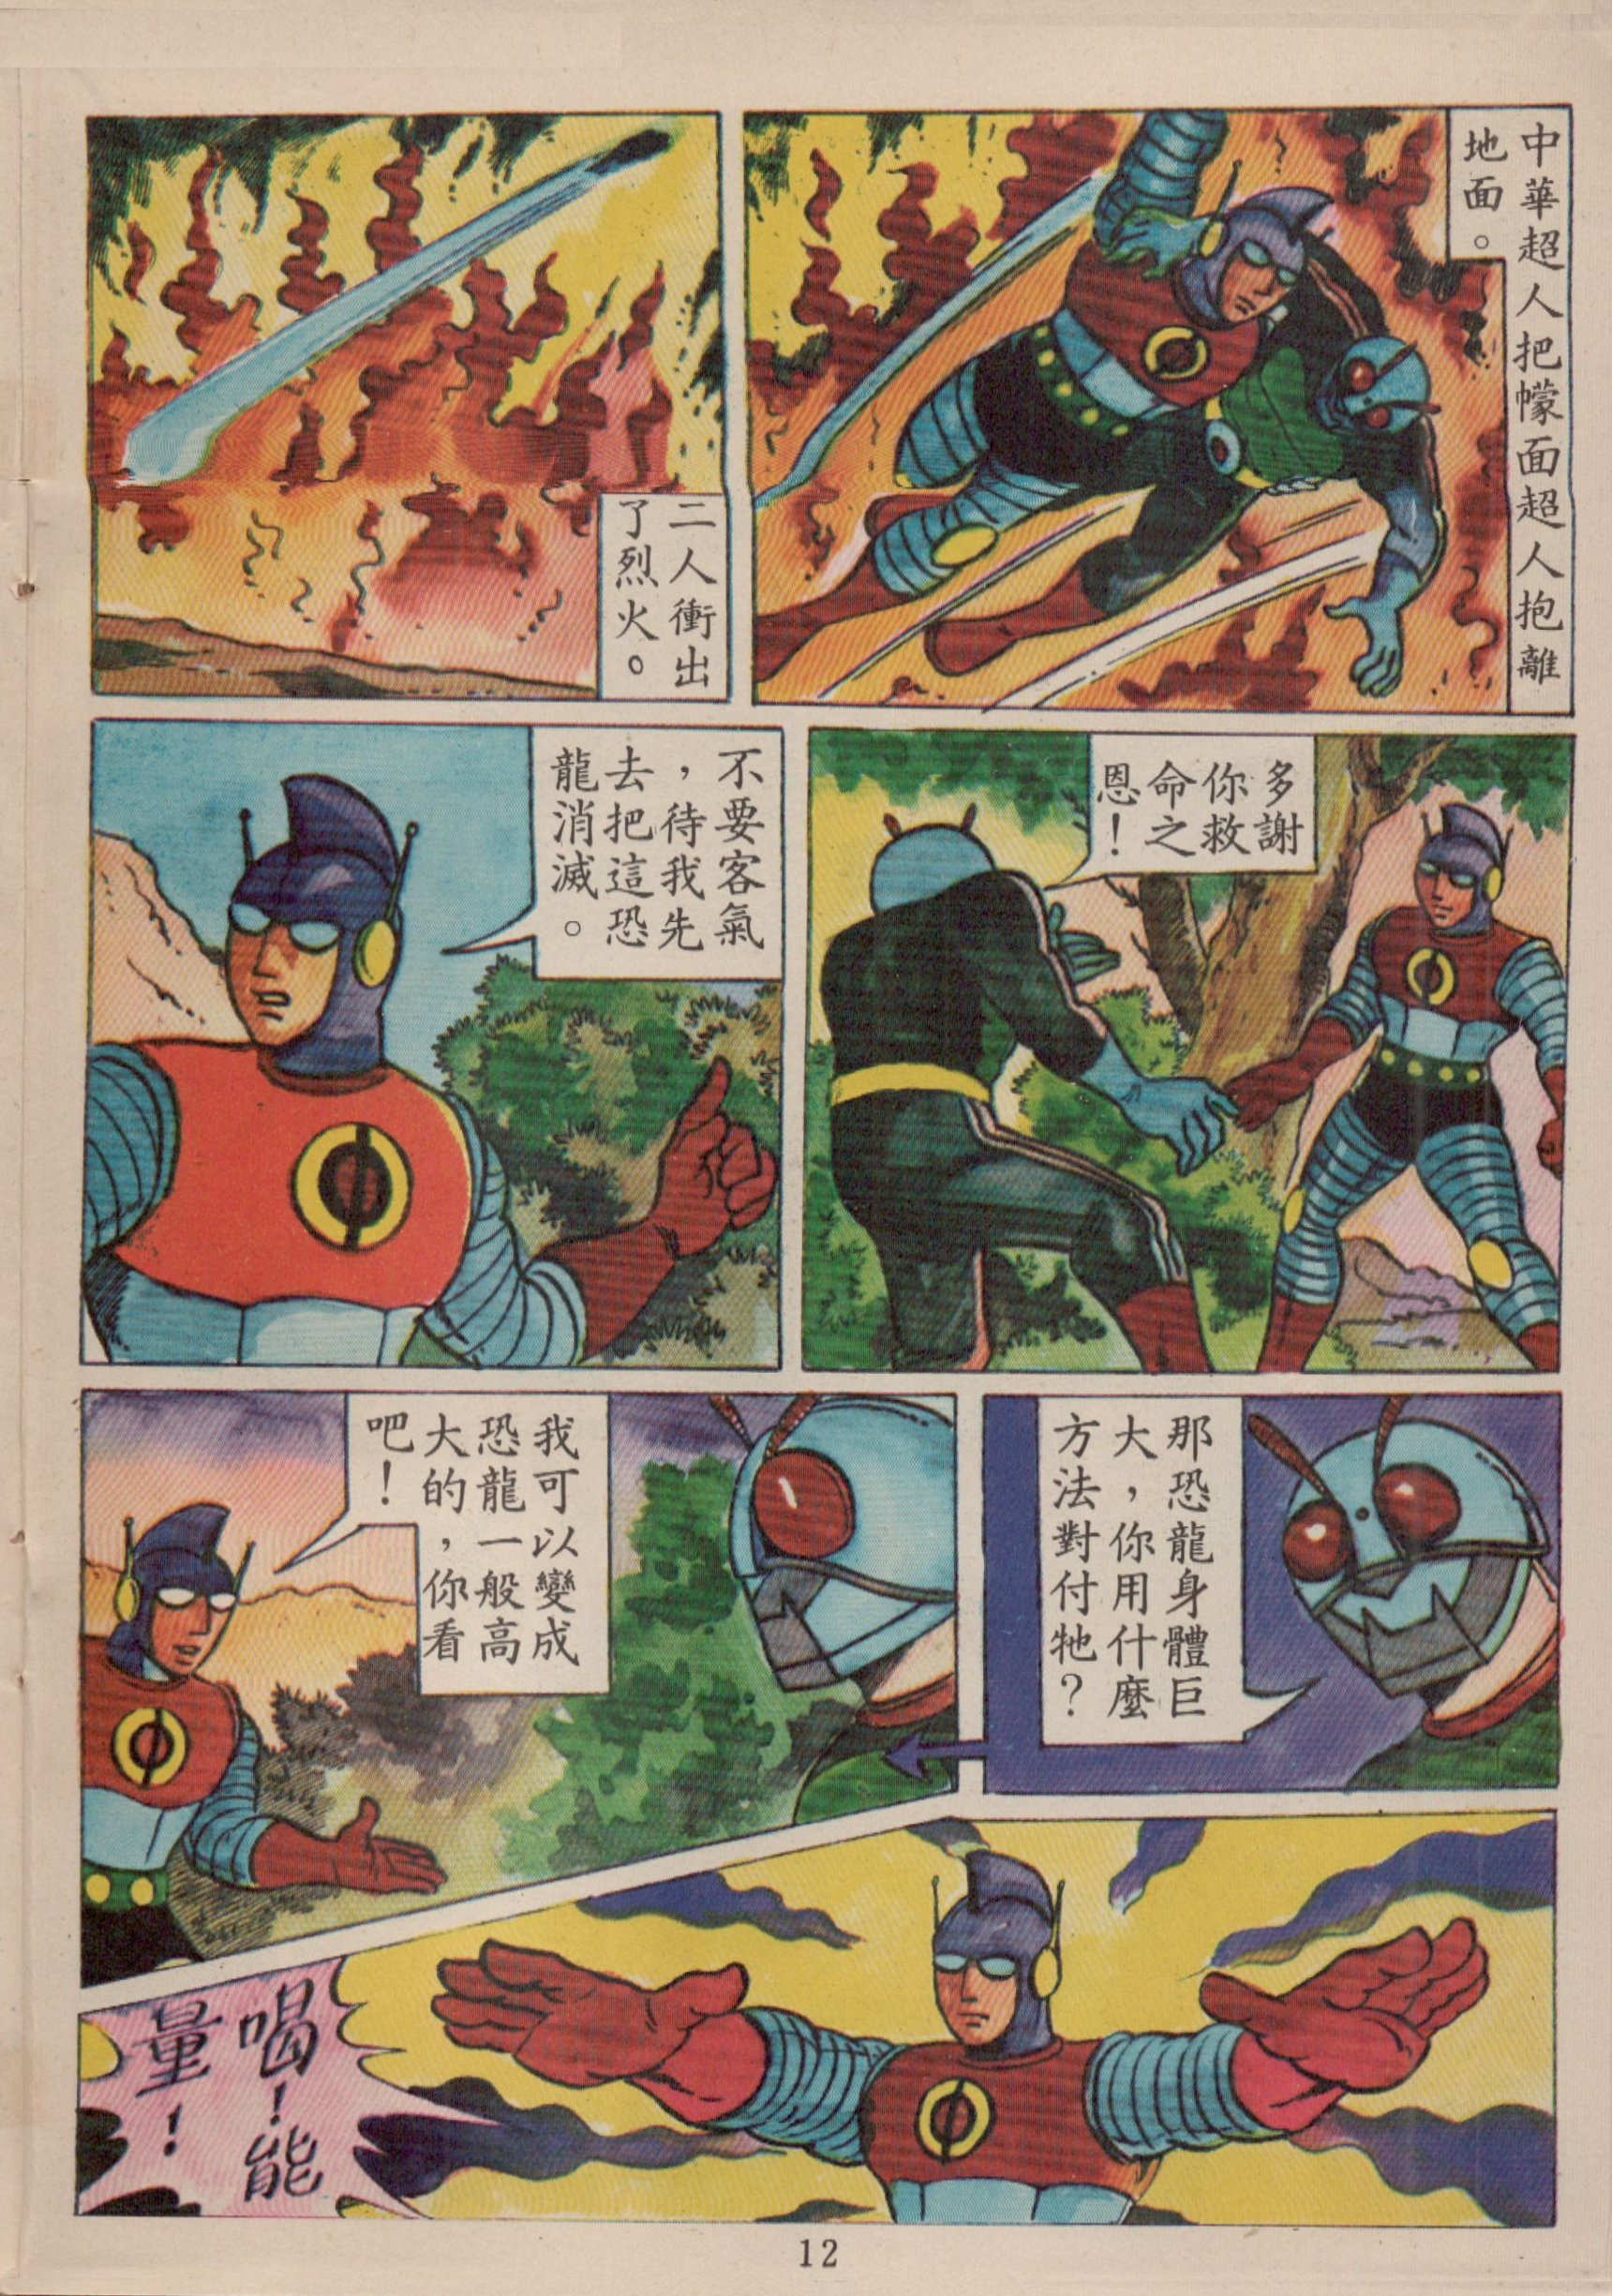 中華超人把幪面超人抱離
地面。
二人衝出
了烈火。
多謝
你救
命之
恩！
不要客氣
，待我先
去把這恐
龍消滅。
那恐龍身體巨
大，你用什麼
方法對付牠？
我可以變成
恐龍一般高
大的，你看
吧！
喝！能
量！
12